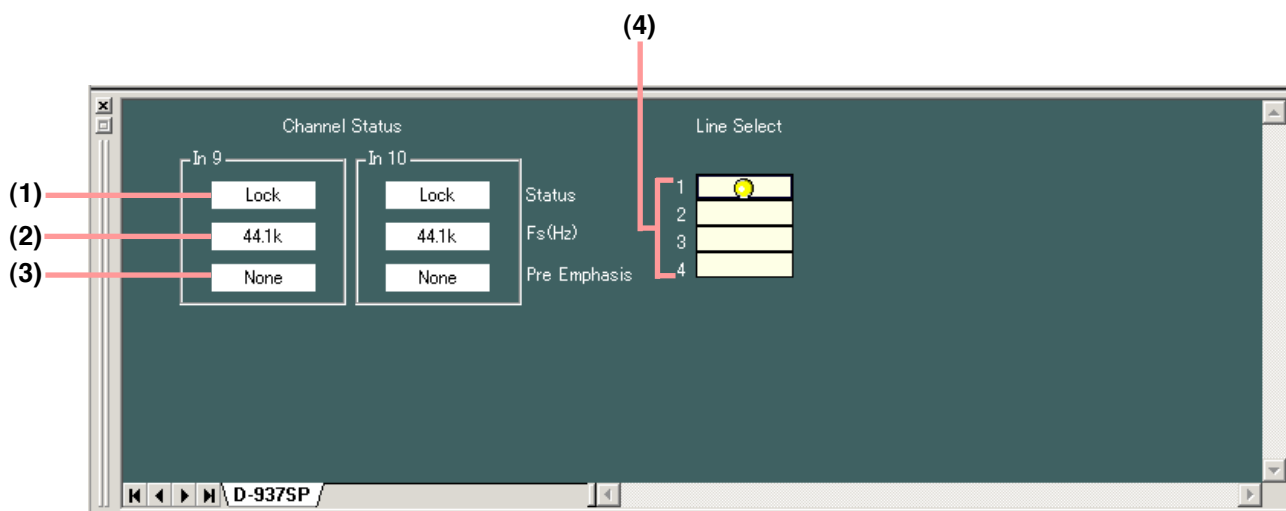 (4)
Channel Status Line Select
In 9 In 10
(1) Lock Lock Status 1
2
(2) 44.1k 44.1k Fs(Hz) 3
(3) None None Pre Emphasis 4
D-937SP